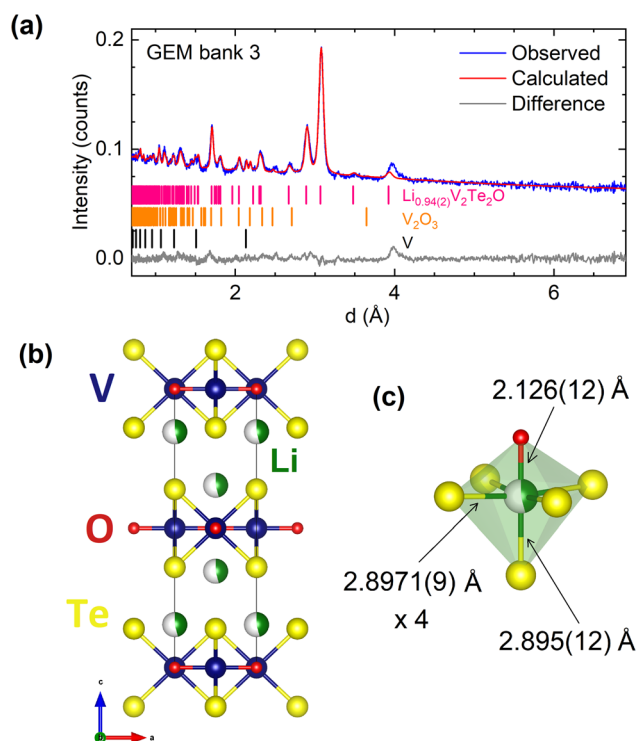 (a)
0.2
GEM bank 3
Observed
Calculated
Difference
Intensity (counts)
0.1
Li0.94(2)V2Te2O
V2O3
V
0.0
2
4
6
d (Å)
(b)
V
Li
O
Te
c
b
a
(c)
2.126(12) Å
2.8971(9) Å
x 4
2.895(12) Å